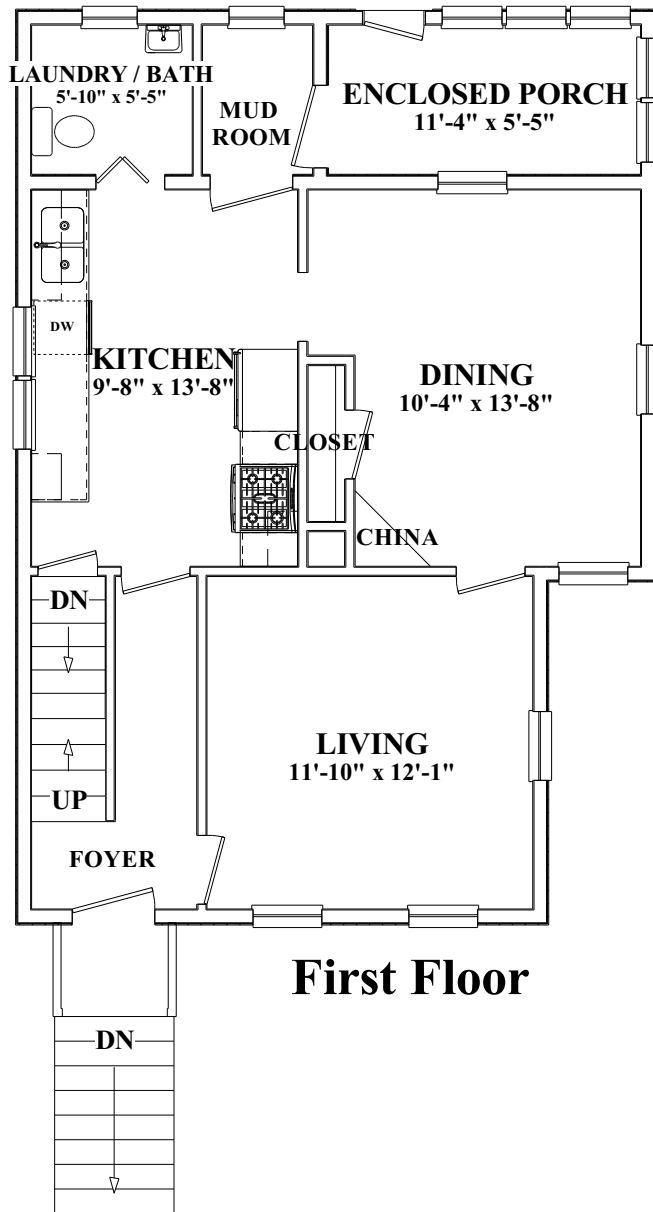 LAUNDRY / BATH
5'-10" x 5'-5"
MUD
ROOM
ENCLOSED PORCH
11'-4" x 5'-5"
DW
KITCHEN
9'-8" x 13'-8"
DINING
10'-4" x 13'-8"
CLOSET
CHINA
DN
LIVING
11'-10" x 12'-1"
UP
FOYER
First Floor
DN